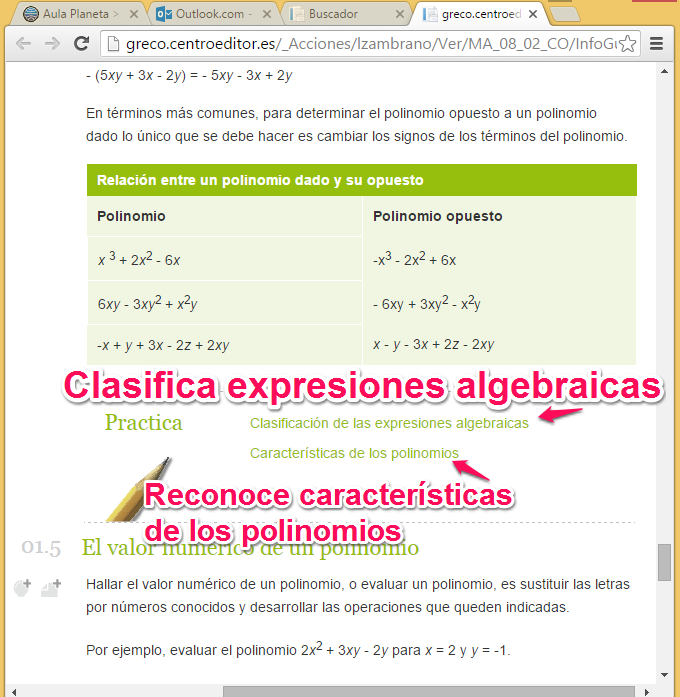 Aula Planeta >
Outlook.com -
Buscador
greco.centroed
greco.centroeditor.es/_Acciones/lzambrano/Ver/MA_08_02_CO/InfoGu
- (5xy + 3x - 2y) = - 5xy - 3x + 2y
En términos más comunes, para determinar el polinomio opuesto a un polinomio
dado lo único que se debe hacer es cambiar los signos de los términos del polinomio.
Relación entre un polinomio dado y su opuesto
Polinomio Polinomio opuesto
x³ + 2x² - 6x -x³ - 2x² + 6x
6xy - 3xy² + x²y - 6xy + 3xy² - x²y
-x + y + 3x - 2z + 2xy x - y - 3x + 2z - 2xy
Clasifica expresiones algebraicas
Practica Clasificación de las expresiones algebraicas
Características de los polinomios
Reconoce características
de los polinomios
01.5 El valor numérico de un polinomio
Hallar el valor numérico de un polinomio, o evaluar un polinomio, es sustituir las letras
por números conocidos y desarrollar las operaciones que queden indicadas.
Por ejemplo, evaluar el polinomio 2x² + 3xy - 2y para x = 2 y y = -1.